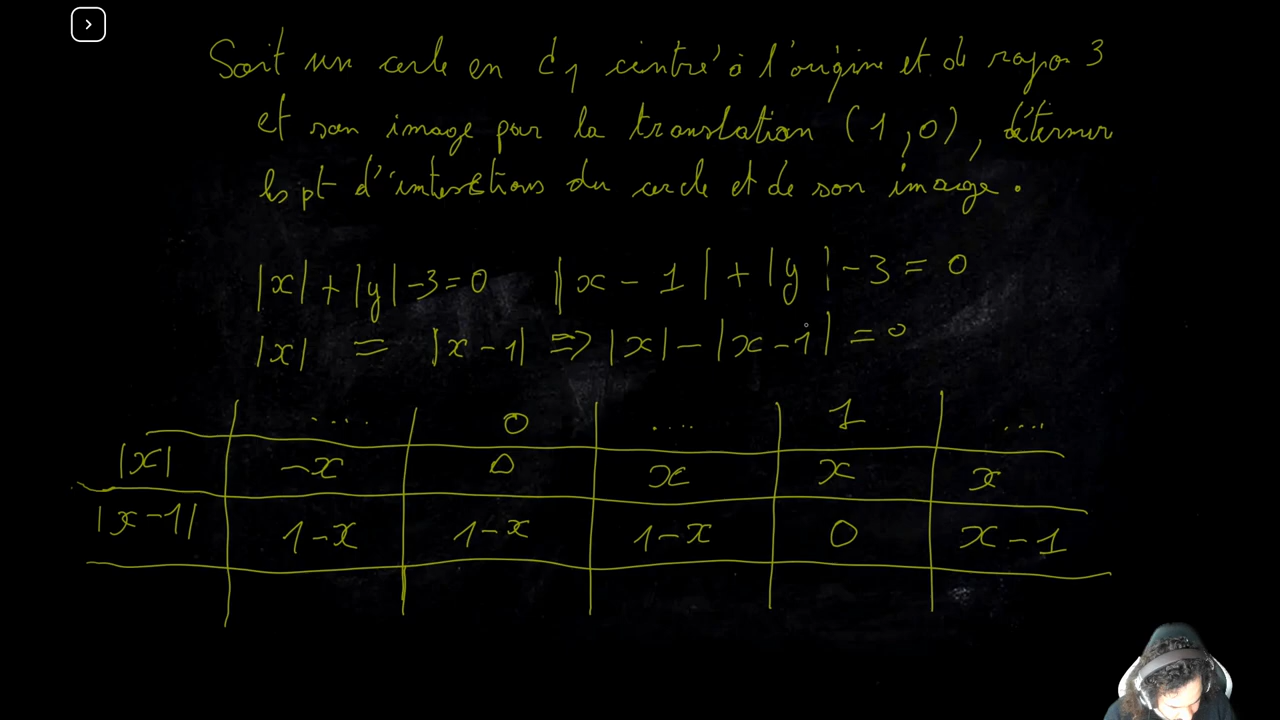 Soit un cercle en d1 centré à l'origine et de rayon 3
et son image par la translation (1,0), déterminer
les pt d'intersections du cercle et de son image.
|x| + |y| -3 = 0 |x - 1| + |y| - 3 = 0
|x| = |x-1| => |x| - |x-1| = 0
.... 0 .... 1 ....
|x| -x 0 x x x
|x-1| 1-x 1-x 1-x 0 x-1